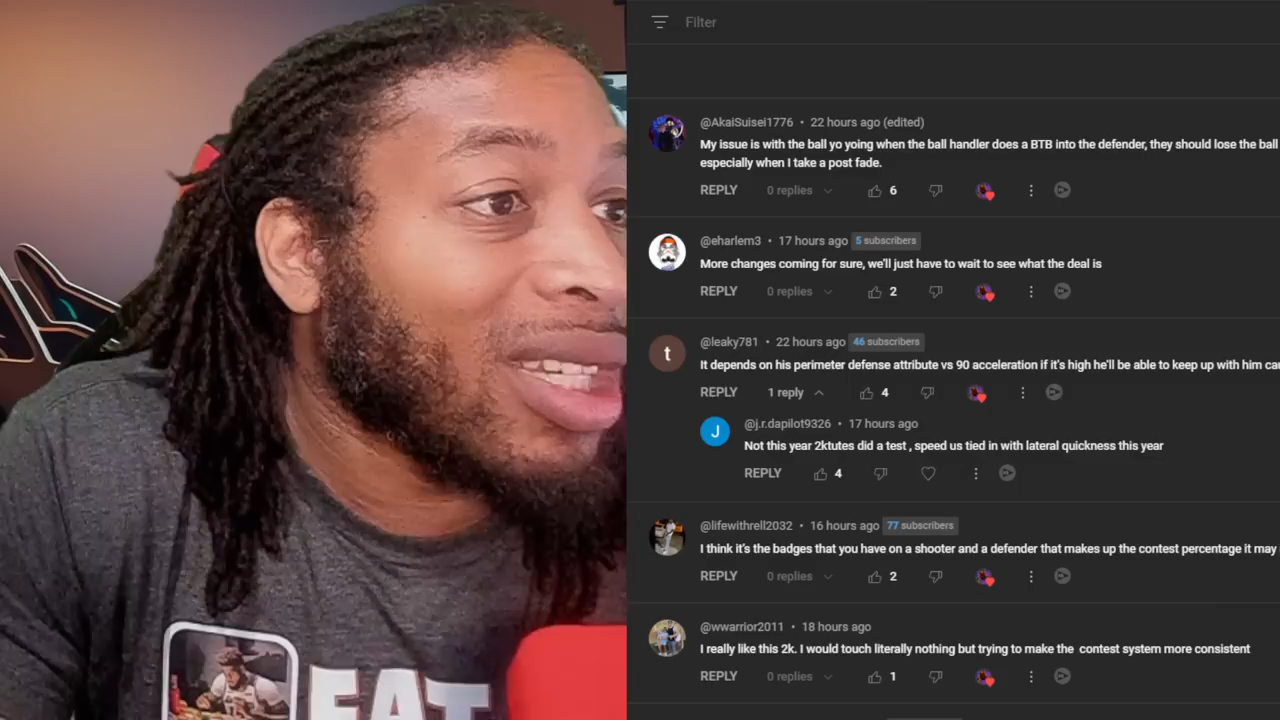 Filter
@AkaiSuisei1776 • 22 hours ago (edited)
My issue is with the ball yo yoing when the ball handler does a BTB into the defender, they should lose the ball
especially when I take a post fade.
REPLY 0 replies 6
@eharlem3 • 17 hours ago 5 subscribers
More changes coming for sure, we'll just have to wait to see what the deal is
REPLY 0 replies 2
t
@leaky781 • 22 hours ago 46 subscribers
It depends on his perimeter defense attribute vs 90 acceleration if it's high he'll be able to keep up with him
REPLY 1 reply 4
J
@j.r.dapilot9326 • 17 hours ago
Not this year 2ktutes did a test , speed us tied in with lateral quickness this year
REPLY 4
@lifewithrell2032 • 16 hours ago 77 subscribers
I think it's the badges that you have on a shooter and a defender that makes up the contest percentage it may
REPLY 0 replies 2
@wwarrior2011 • 18 hours ago
I really like this 2k. I would touch literally nothing but trying to make the contest system more consistent
REPLY 0 replies 1
EAT